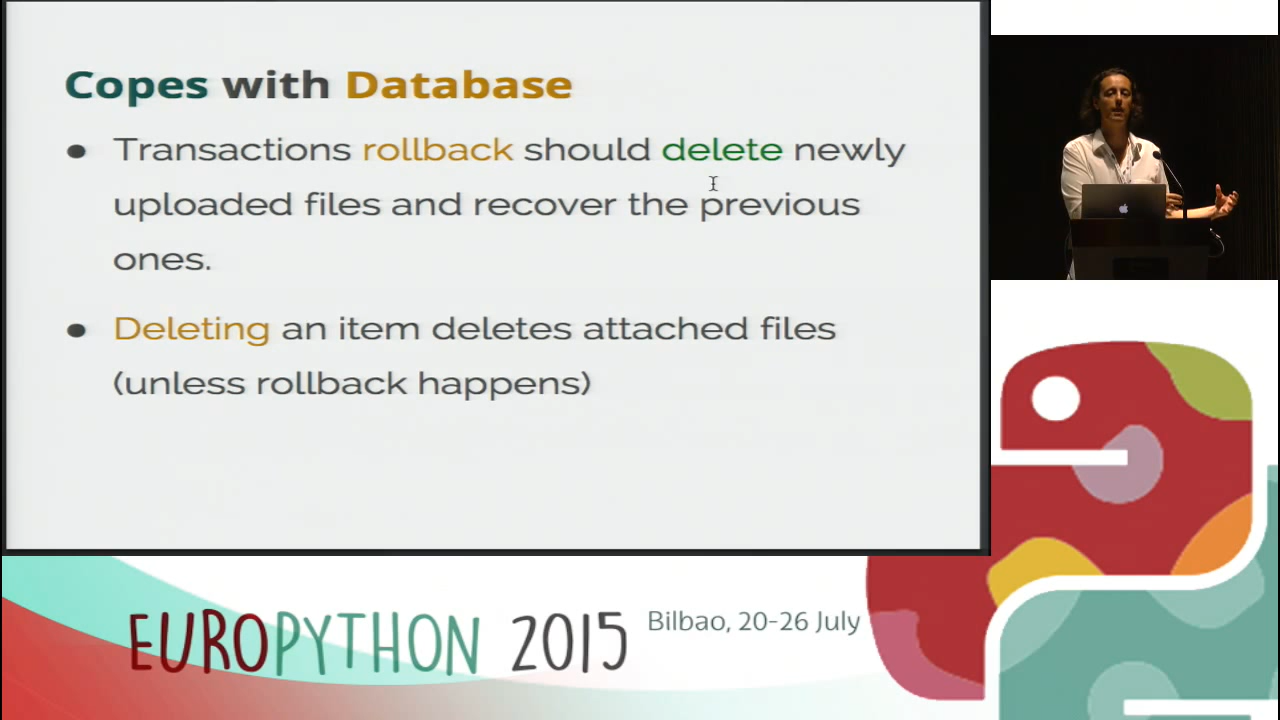 Copes with Database
● Transactions rollback should delete newly
uploaded files and recover the previous
ones.
● Deleting an item deletes attached files
(unless rollback happens)
EUROPYTHON 2015
Bilbao, 20-26 July